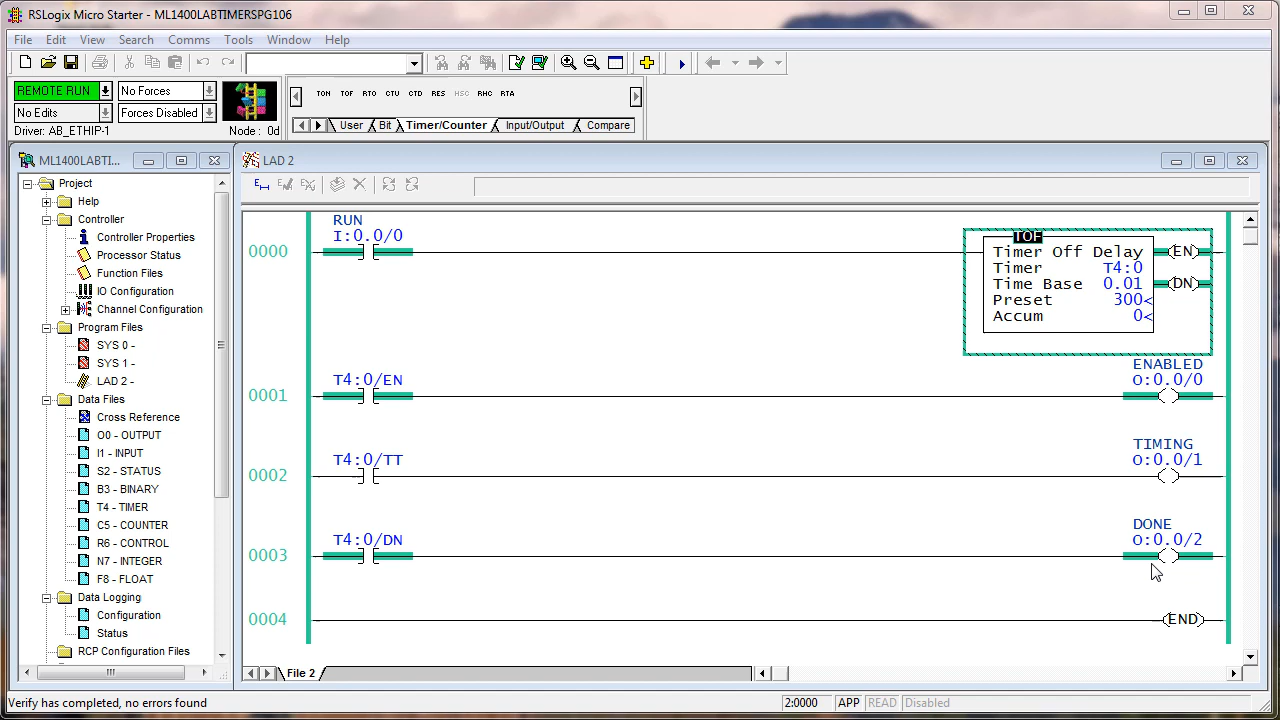 RSLogix Micro Starter - ML1400LABTIMERSPG106
File Edit View Search Comms Tools Window Help
REMOTE RUN No Forces
No Edits Forces Disabled
Driver: AB_ETHIP-1 Node : 0d
TON TOF RTO CTU CTD RES HSC RHC RTA
User Bit Timer/Counter Input/Output Compare
ML1400LABTI...
Project
Help
Controller
Controller Properties
Processor Status
Function Files
IO Configuration
Channel Configuration
Program Files
SYS 0 -
SYS 1 -
LAD 2 -
Data Files
Cross Reference
O0 - OUTPUT
I1 - INPUT
S2 - STATUS
B3 - BINARY
T4 - TIMER
C5 - COUNTER
R6 - CONTROL
N7 - INTEGER
F8 - FLOAT
Data Logging
Configuration
Status
RCP Configuration Files
LAD 2
RUN
I:0.0/0
0000
TOF
Timer Off Delay EN
Timer T4:0
Time Base 0.01 DN
Preset 300<
Accum 0<
ENABLED
T4:0/EN O:0.0/0
0001
TIMING
T4:0/TT O:0.0/1
0002
DONE
T4:0/DN O:0.0/2
0003
0004 END
File 2
Verify has completed, no errors found 2:0000 APP READ Disabled